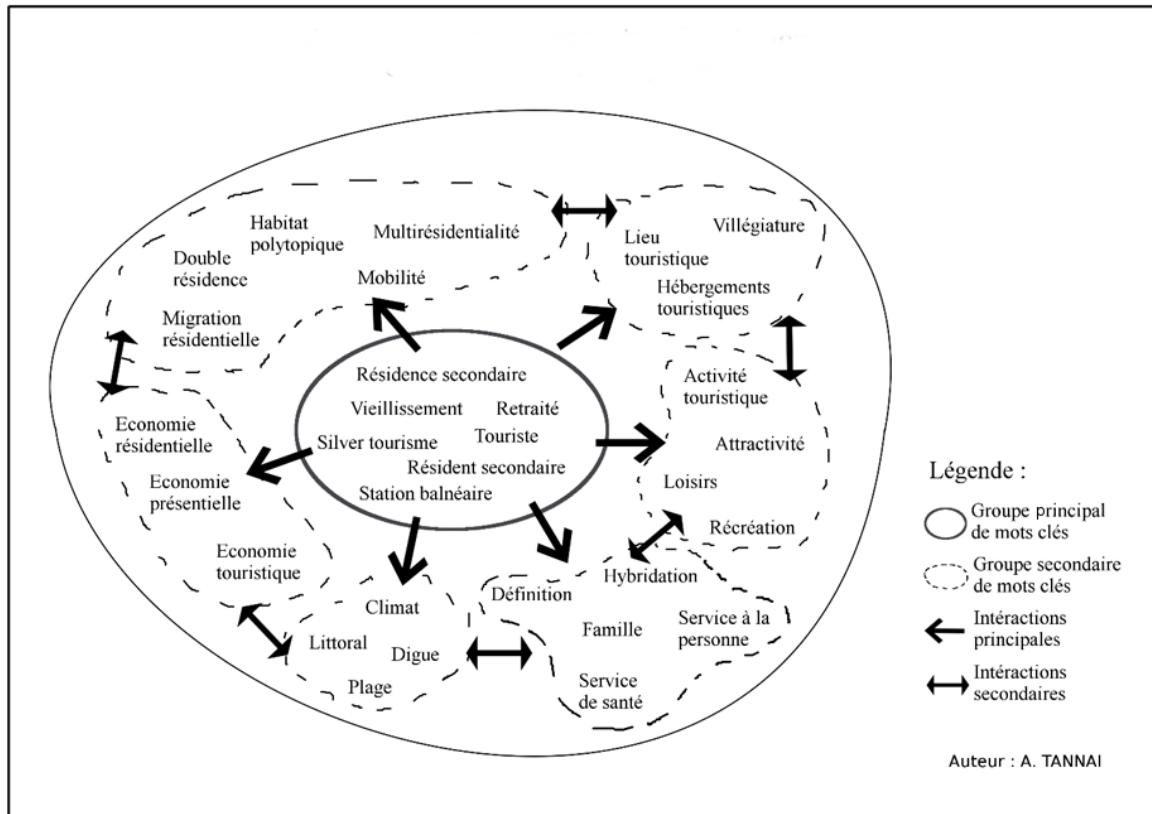 Habitat
polytopique
Multirésidentialité
Double
résidence
Mobilité
Migration
résidentielle
Villégiature
Lieu
touristique
Hébergements
touristiques
Résidence secondaire
Vieillissement
Retraité
Silver tourisme
Touriste
Résident secondaire
Station balnéaire
Activité
touristique
Attractivité
Loisirs
Récréation
Economie
résidentielle
Economie
présentielle
Economie
touristique
Climat
Littoral
Digue
Plage
Définition
Hybridation
Famille
Service à la
personne
Service
de santé
Légende :
Groupe principal
de mots clés
Groupe secondaire
de mots clés
Intéractions
principales
Intéractions
secondaires
Auteur : A. TANNAI